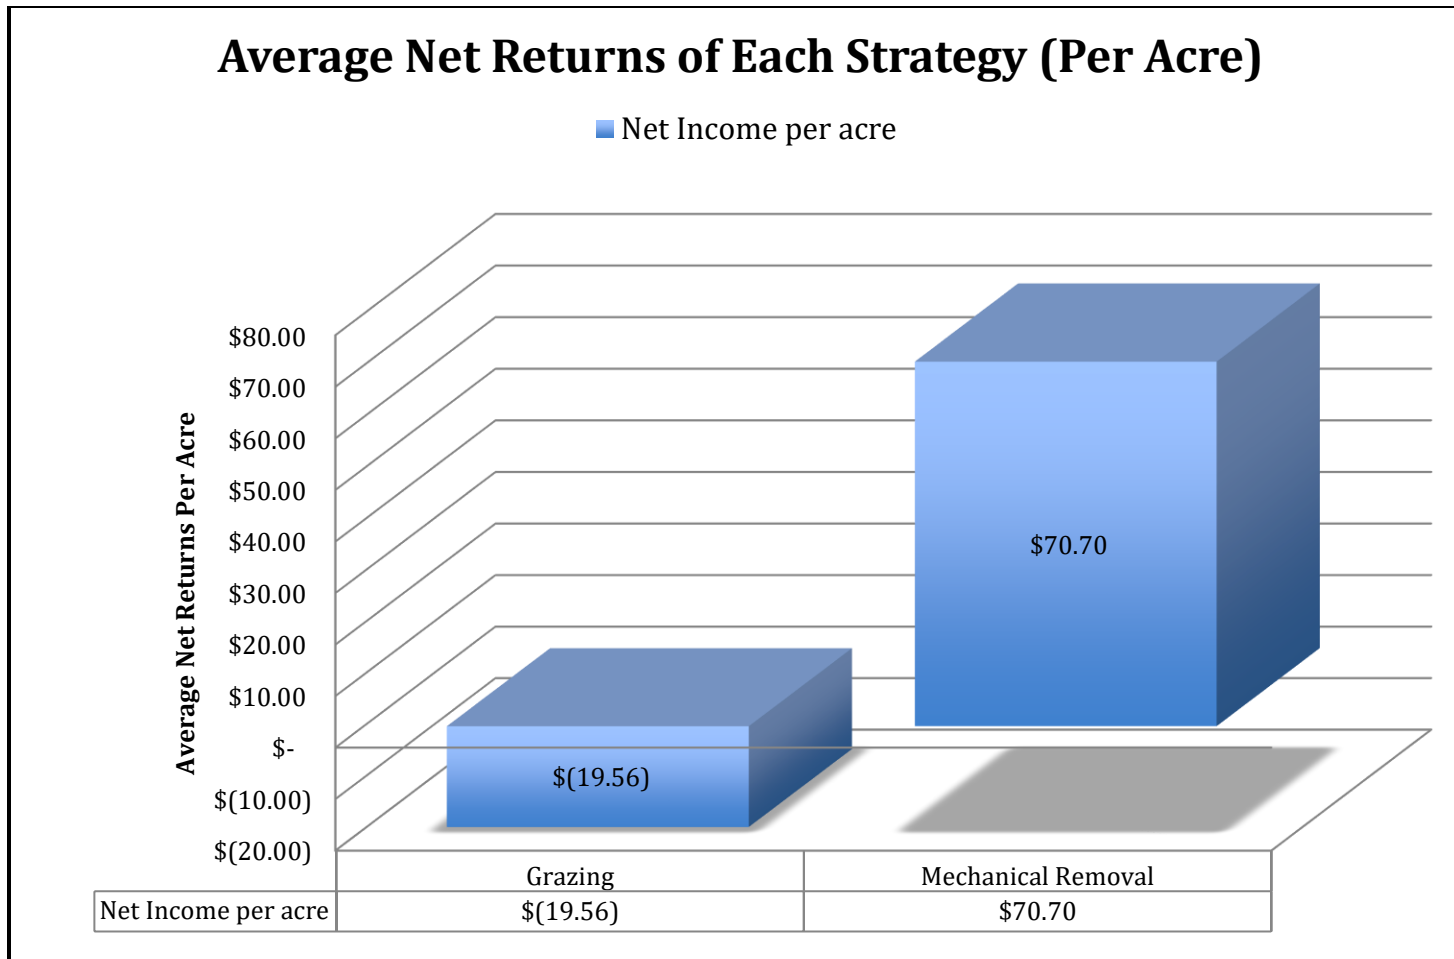 Average Net Returns of Each Strategy (Per Acre)
Net Income per acre
Average Net Returns Per Acre
$80.00
$70.00
$60.00
$50.00
$40.00
$30.00
$20.00
$10.00
$-
$(10.00)
$(20.00)
$70.70
$(19.56)
Grazing Mechanical Removal
Net Income per acre $(19.56) $70.70